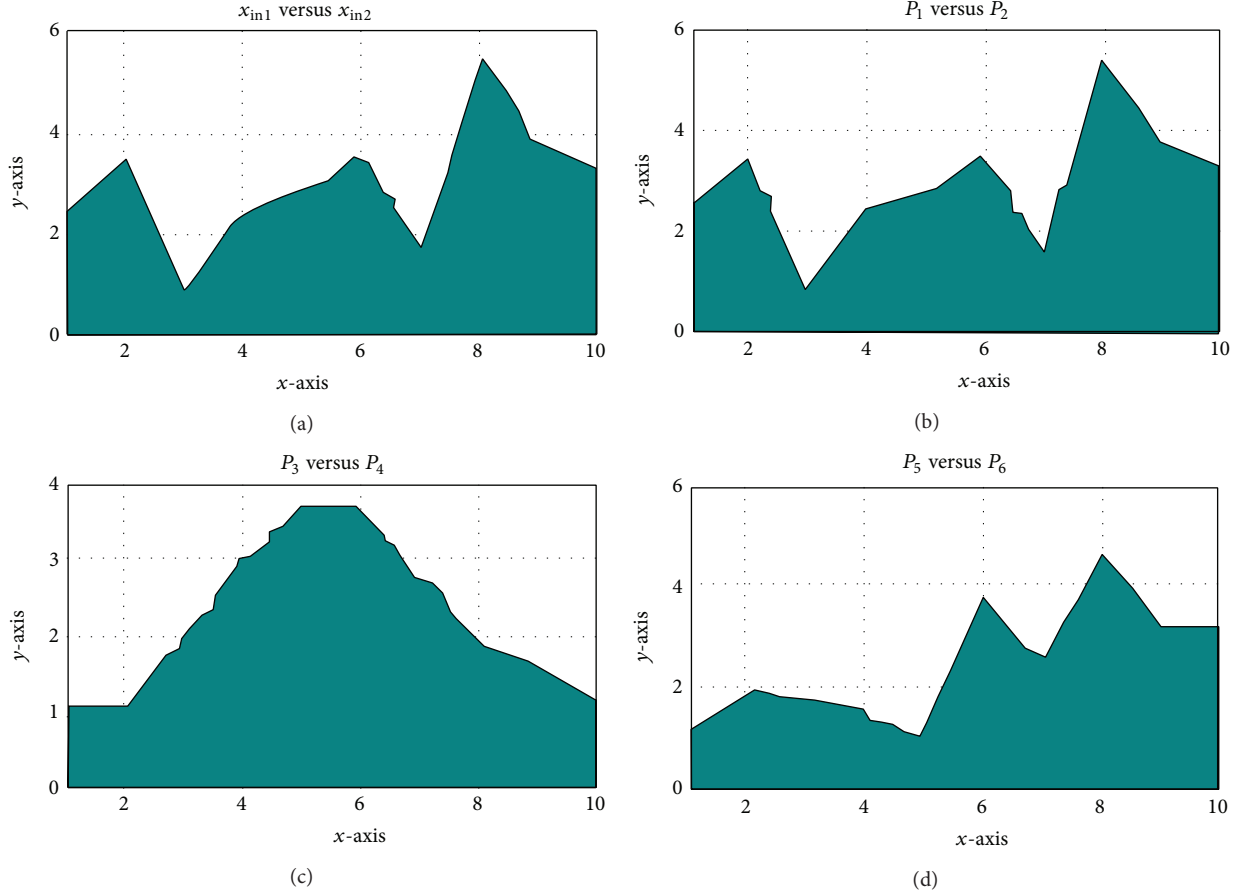 x_in1 versus x_in2
6
4
2
0
y-axis
2 4 6 8 10
x-axis
(a)
P_1 versus P_2
6
4
2
0
y-axis
2 4 6 8 10
x-axis
(b)
P_3 versus P_4
4
3
2
1
0
y-axis
2 4 6 8 10
x-axis
(c)
P_5 versus P_6
6
4
2
0
y-axis
2 4 6 8 10
x-axis
(d)